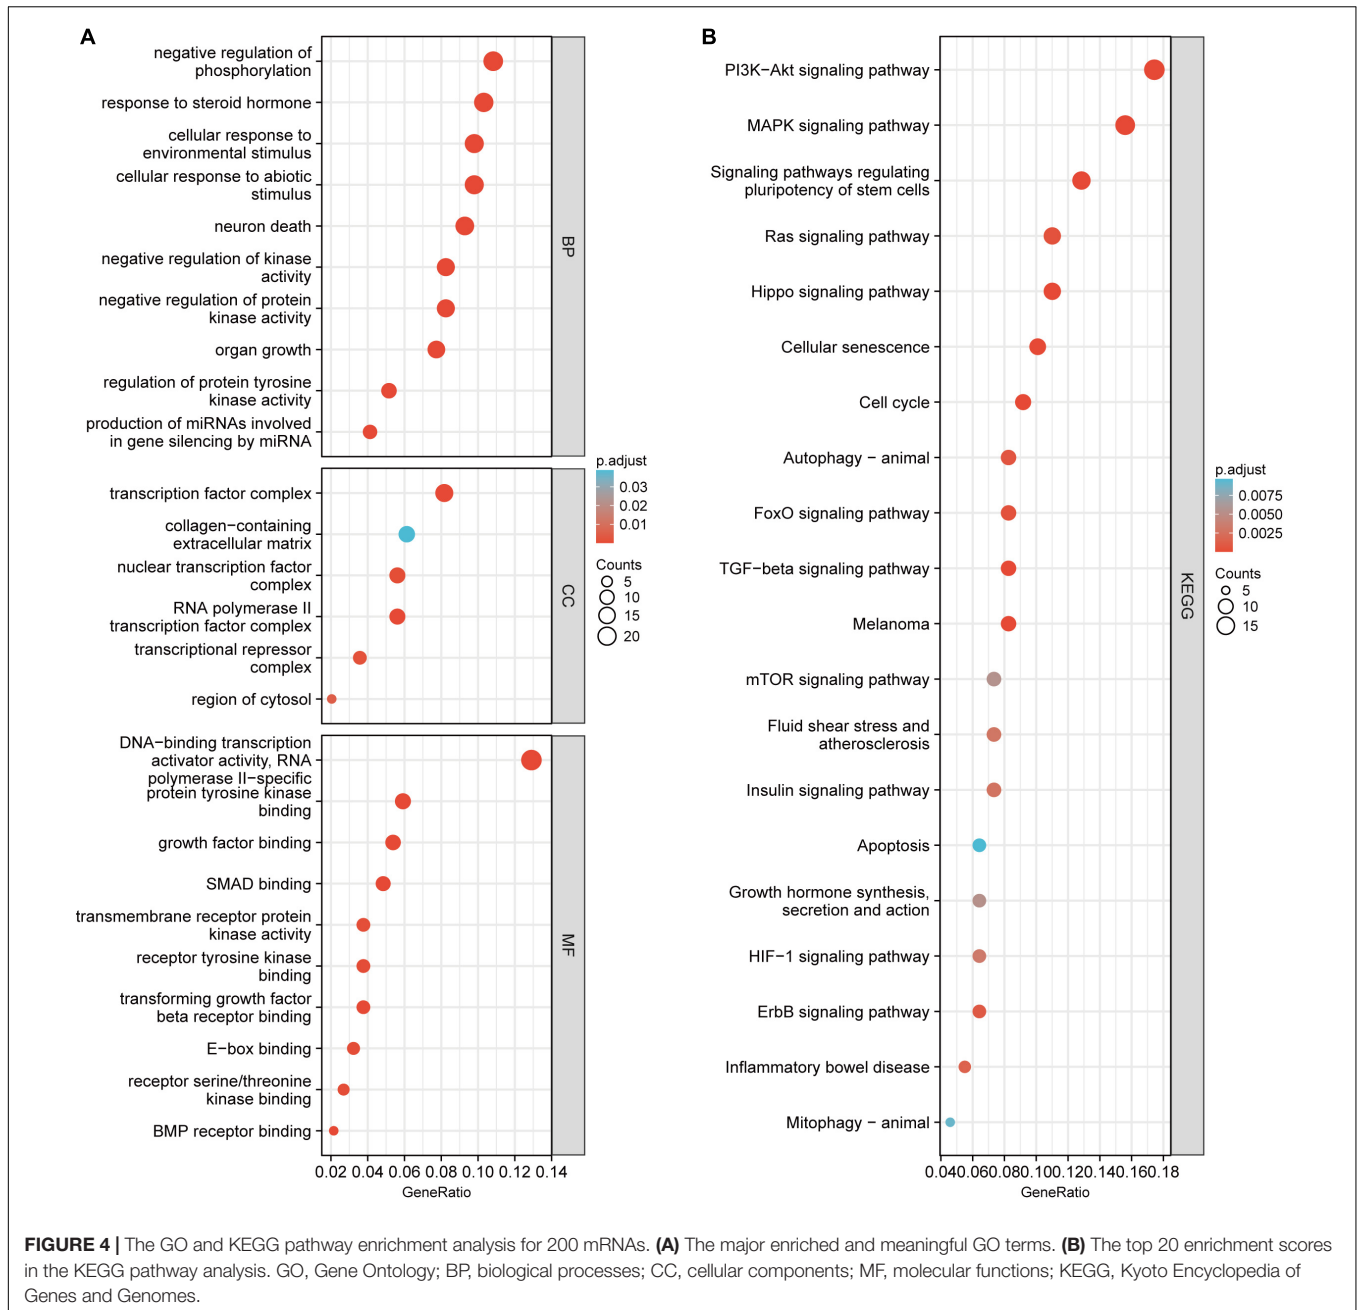 A
negative regulation of
phosphorylation
response to steroid hormone
cellular response to
environmental stimulus
cellular response to abiotic
stimulus
neuron death
negative regulation of kinase
activity
negative regulation of protein
kinase activity
organ growth
regulation of protein tyrosine
kinase activity
production of miRNAs involved
in gene silencing by miRNA
BP
transcription factor complex
collagen−containing
extracellular matrix
nuclear transcription factor
complex
RNA polymerase II
transcription factor complex
transcriptional repressor
complex
region of cytosol
CC
DNA−binding transcription
activator activity, RNA
polymerase II−specific
protein tyrosine kinase
binding
growth factor binding
SMAD binding
transmembrane receptor protein
kinase activity
receptor tyrosine kinase
binding
transforming growth factor
beta receptor binding
E−box binding
receptor serine/threonine
kinase binding
BMP receptor binding
MF
0.02 0.04 0.06 0.08 0.10 0.12 0.14
GeneRatio
p.adjust
0.03
0.02
0.01
Counts
5
10
15
20
B
PI3K−Akt signaling pathway
MAPK signaling pathway
Signaling pathways regulating
pluripotency of stem cells
Ras signaling pathway
Hippo signaling pathway
Cellular senescence
Cell cycle
Autophagy − animal
FoxO signaling pathway
TGF−beta signaling pathway
Melanoma
mTOR signaling pathway
Fluid shear stress and
atherosclerosis
Insulin signaling pathway
Apoptosis
Growth hormone synthesis,
secretion and action
HIF−1 signaling pathway
ErbB signaling pathway
Inflammatory bowel disease
Mitophagy − animal
KEGG
0.04 0.06 0.08 0.10 0.12 0.14 0.16 0.18
GeneRatio
p.adjust
0.0075
0.0050
0.0025
Counts
5
10
15
FIGURE 4 | The GO and KEGG pathway enrichment analysis for 200 mRNAs. (A) The major enriched and meaningful GO terms. (B) The top 20 enrichment scores
in the KEGG pathway analysis. GO, Gene Ontology; BP, biological processes; CC, cellular components; MF, molecular functions; KEGG, Kyoto Encyclopedia of
Genes and Genomes.